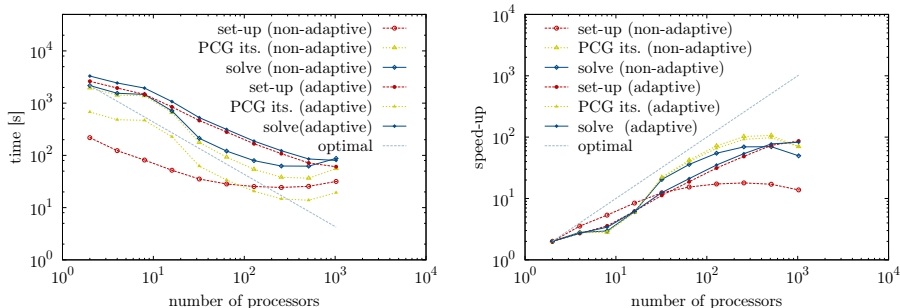 10^4
10^3
10^2
10^1
10^0
time [s]
set-up (non-adaptive)
PCG its. (non-adaptive)
solve (non-adaptive)
set-up (adaptive)
PCG its. (adaptive)
solve(adaptive)
optimal
10^0 10^1 10^2 10^3 10^4
number of processors
10^4
10^3
10^2
10^1
10^0
speed-up
set-up (non-adaptive)
PCG its. (non-adaptive)
solve (non-adaptive)
set-up (adaptive)
PCG its. (adaptive)
solve (adaptive)
optimal
10^0 10^1 10^2 10^3 10^4
number of processors